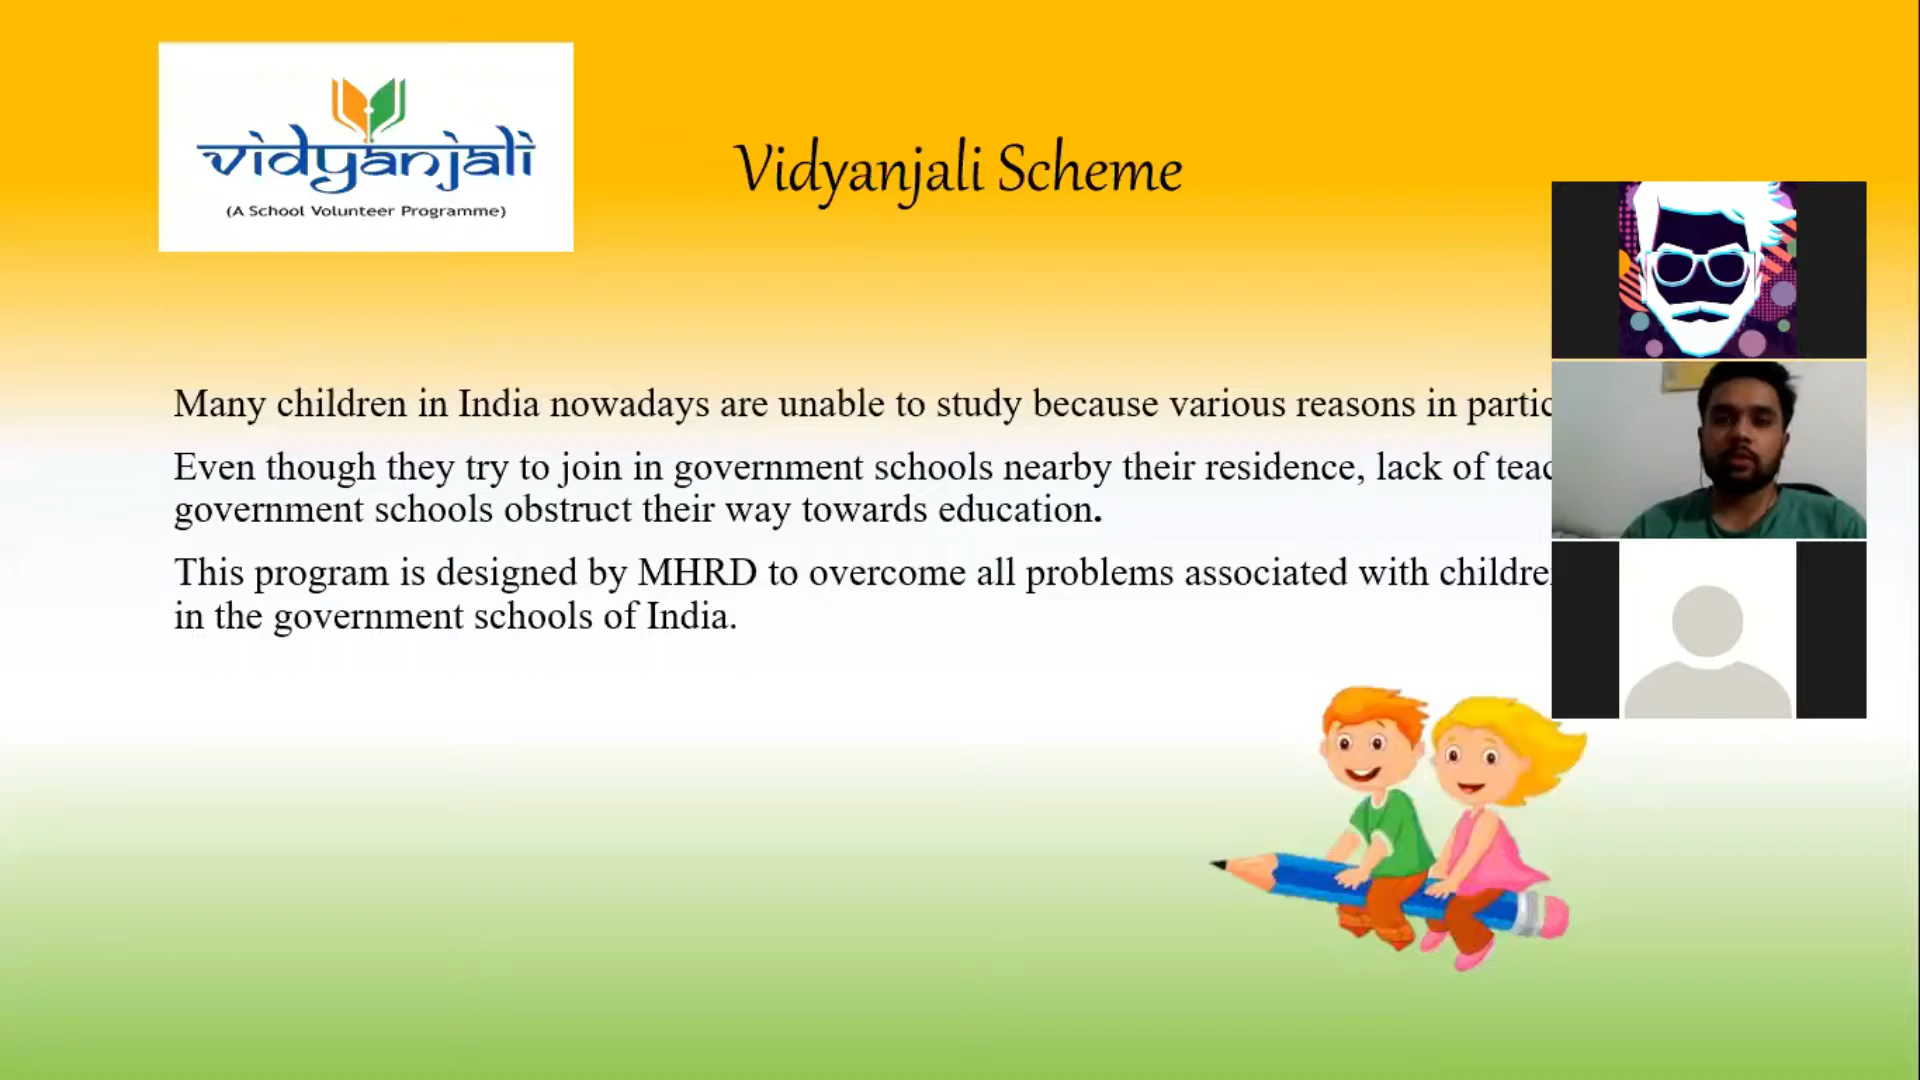 vidyanjali
(A School Volunteer Programme)
Vidyanjali Scheme
Many children in India nowadays are unable to study because various reasons in
Even though they try to join in government schools nearby their residence, lack of
government schools obstruct their way towards education.
This program is designed by MHRD to overcome all problems associated with
in the government schools of India.